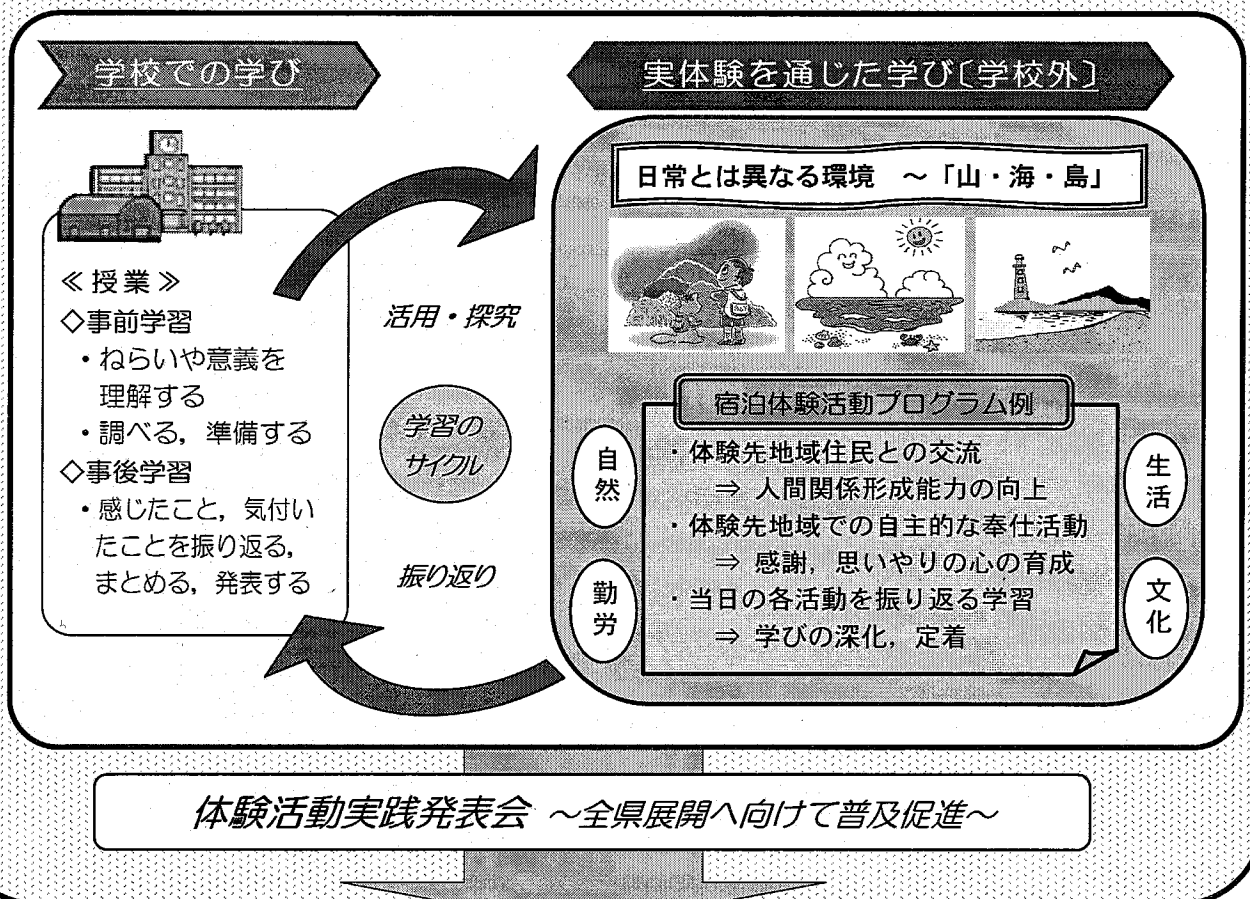 学校での学び
≪授業≫
◇事前学習
・ねらいや意義を
理解する
・調べる，準備する
◇事後学習
・感じたこと，気付い
たことを振り返る，
まとめる，発表する
活用・探究
学習の
サイクル
振り返り
実体験を通じた学び〔学校外〕
日常とは異なる環境　～「山・海・島」
宿泊体験活動プログラム例
・体験先地域住民との交流
⇒ 人間関係形成能力の向上
・体験先地域での自主的な奉仕活動
⇒ 感謝，思いやりの心の育成
・当日の各活動を振り返る学習
⇒ 学びの深化，定着
自然
勤労
生活
文化
体験活動実践発表会 ～全県展開へ向けて普及促進～